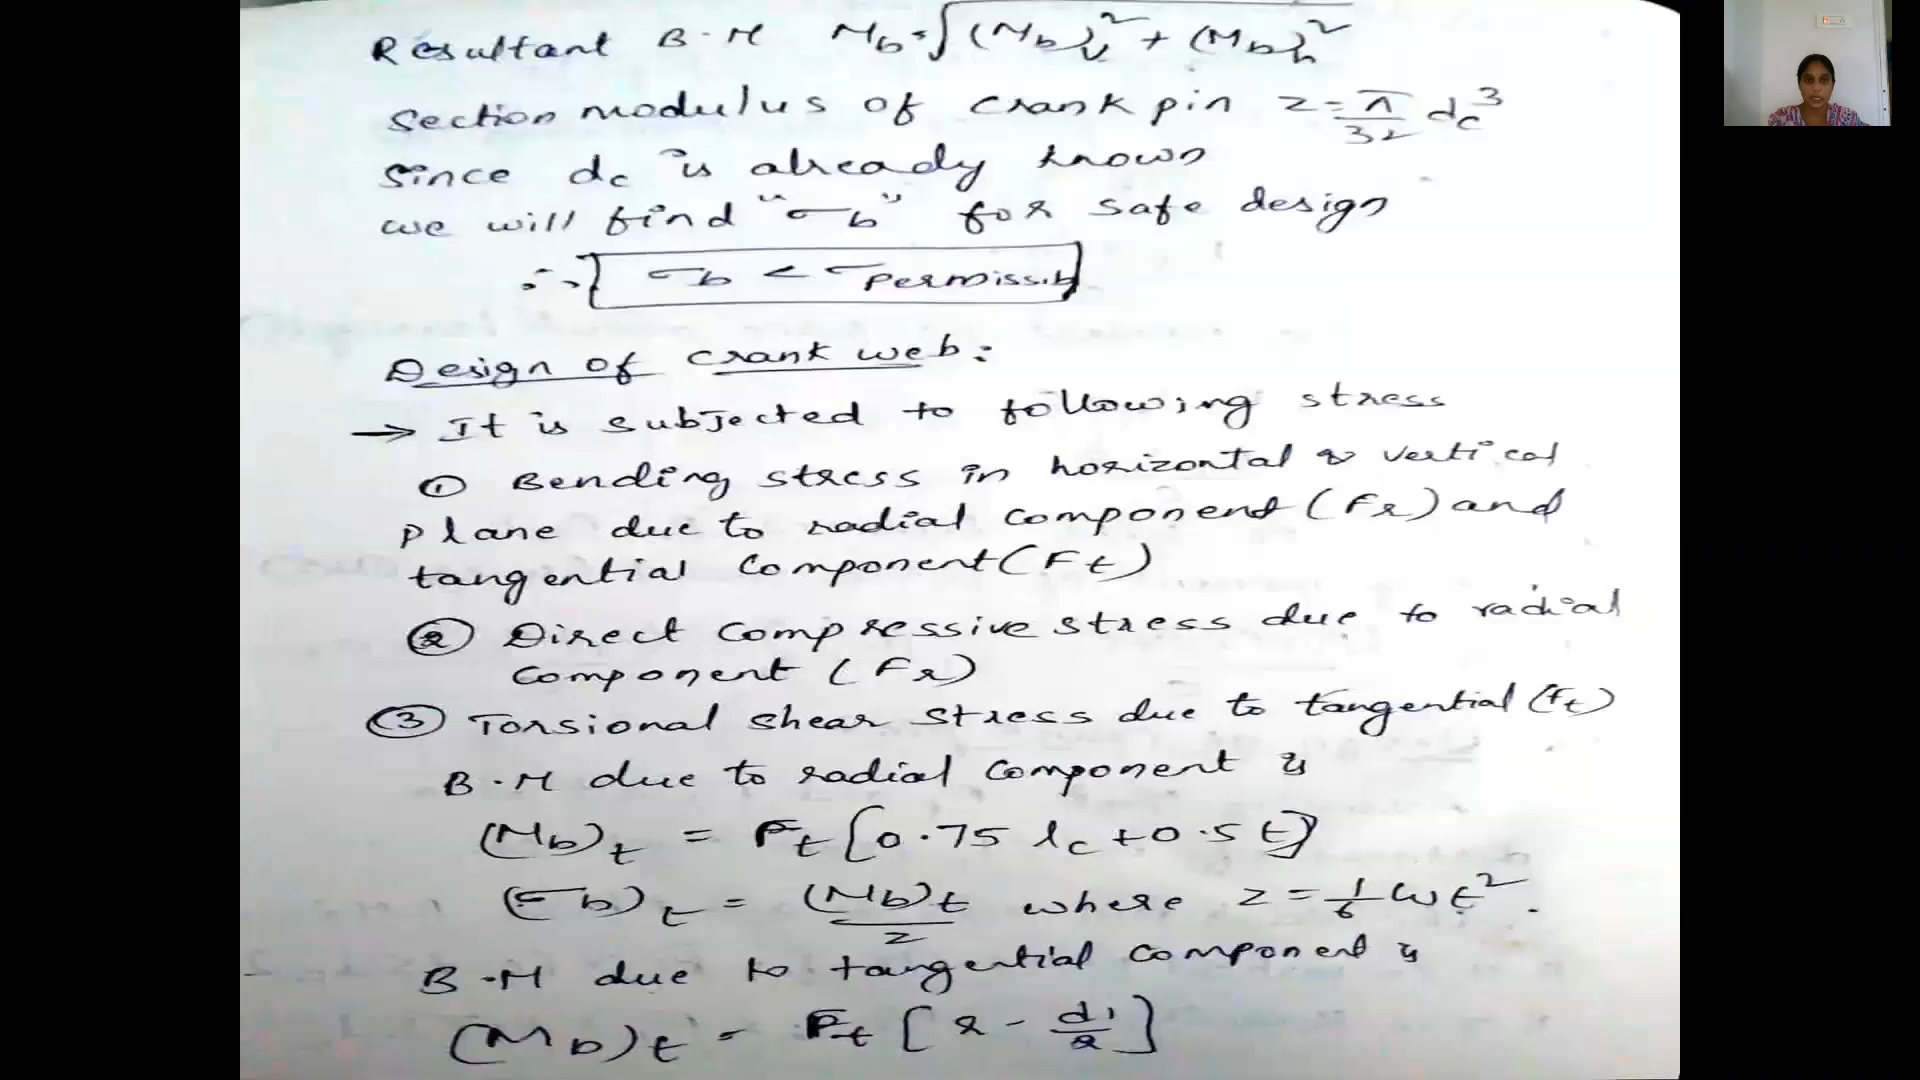 Resultant B.M Mb = √(Mb)v² + (Mb)h²
Section modulus of crank pin z = π/32 dc³
since dc is already known
we will find "σb" for safe design
∴ σb < σpermissib
Design of crank web:
→ It is subjected to following stress
① Bending stress in horizontal & vertical
plane due to radial component (Fr) and
tangential component (Ft)
② Direct compressive stress due to radial
component (Fr)
③ Torsional shear stress due to tangential (Ft)
B.M due to radial component is
(Mb)t = Ft [0.75 lc + 0.5 t]
(σb)t = (Mb)t/z where z = 1/6 wt².
B.M due to tangential component is
(Mb)t = Ft [r - d1/2]